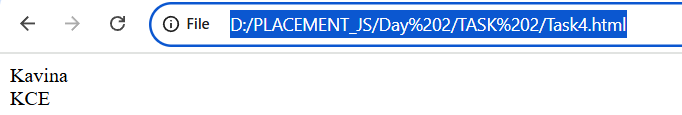 File D:/PLACEMENT_JS/Day%202/TASK%202/Task4.html
Kavina
KCE